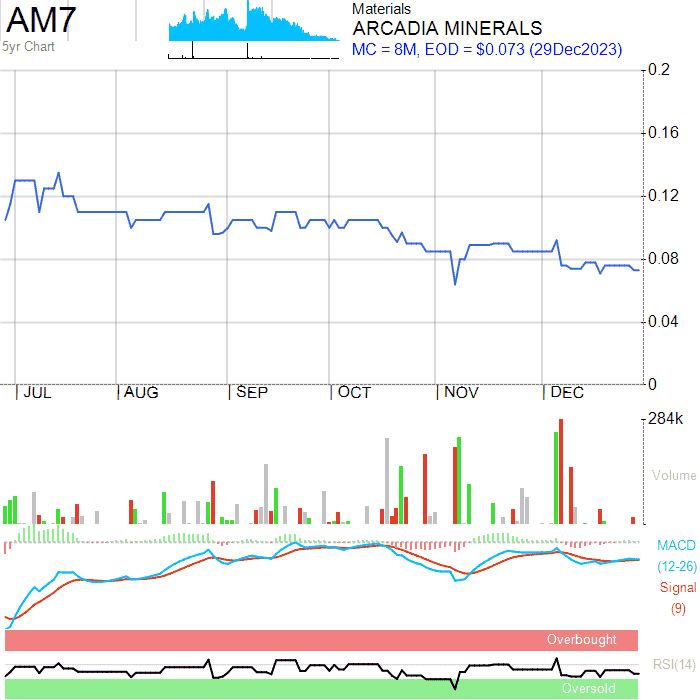 AM7
5yr Chart
Materials
ARCADIA MINERALS
MC = 8M, EOD = $0.073 (29Dec2023)
0.2
0.16
0.12
0.08
0.04
0
JUL AUG SEP OCT NOV DEC
284k
Volume
MACD
(12-26)
Signal
(9)
Overbought
RSI(14)
Oversold